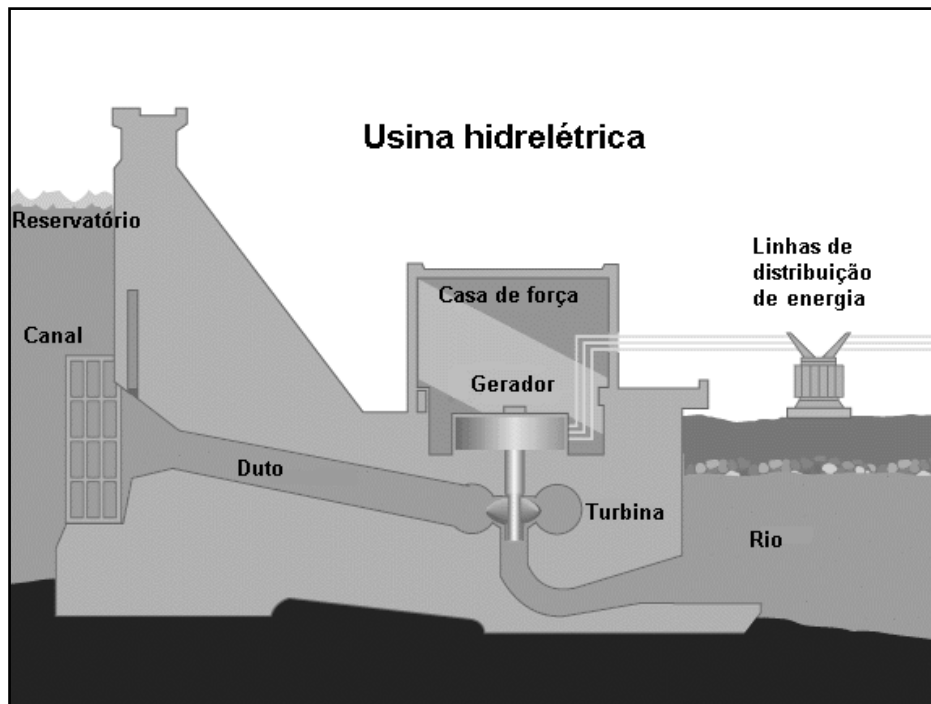 Usina hidrelétrica
Reservatório
Linhas de
distribuição
de energia
Casa de força
Canal
Gerador
Duto
Turbina
Rio